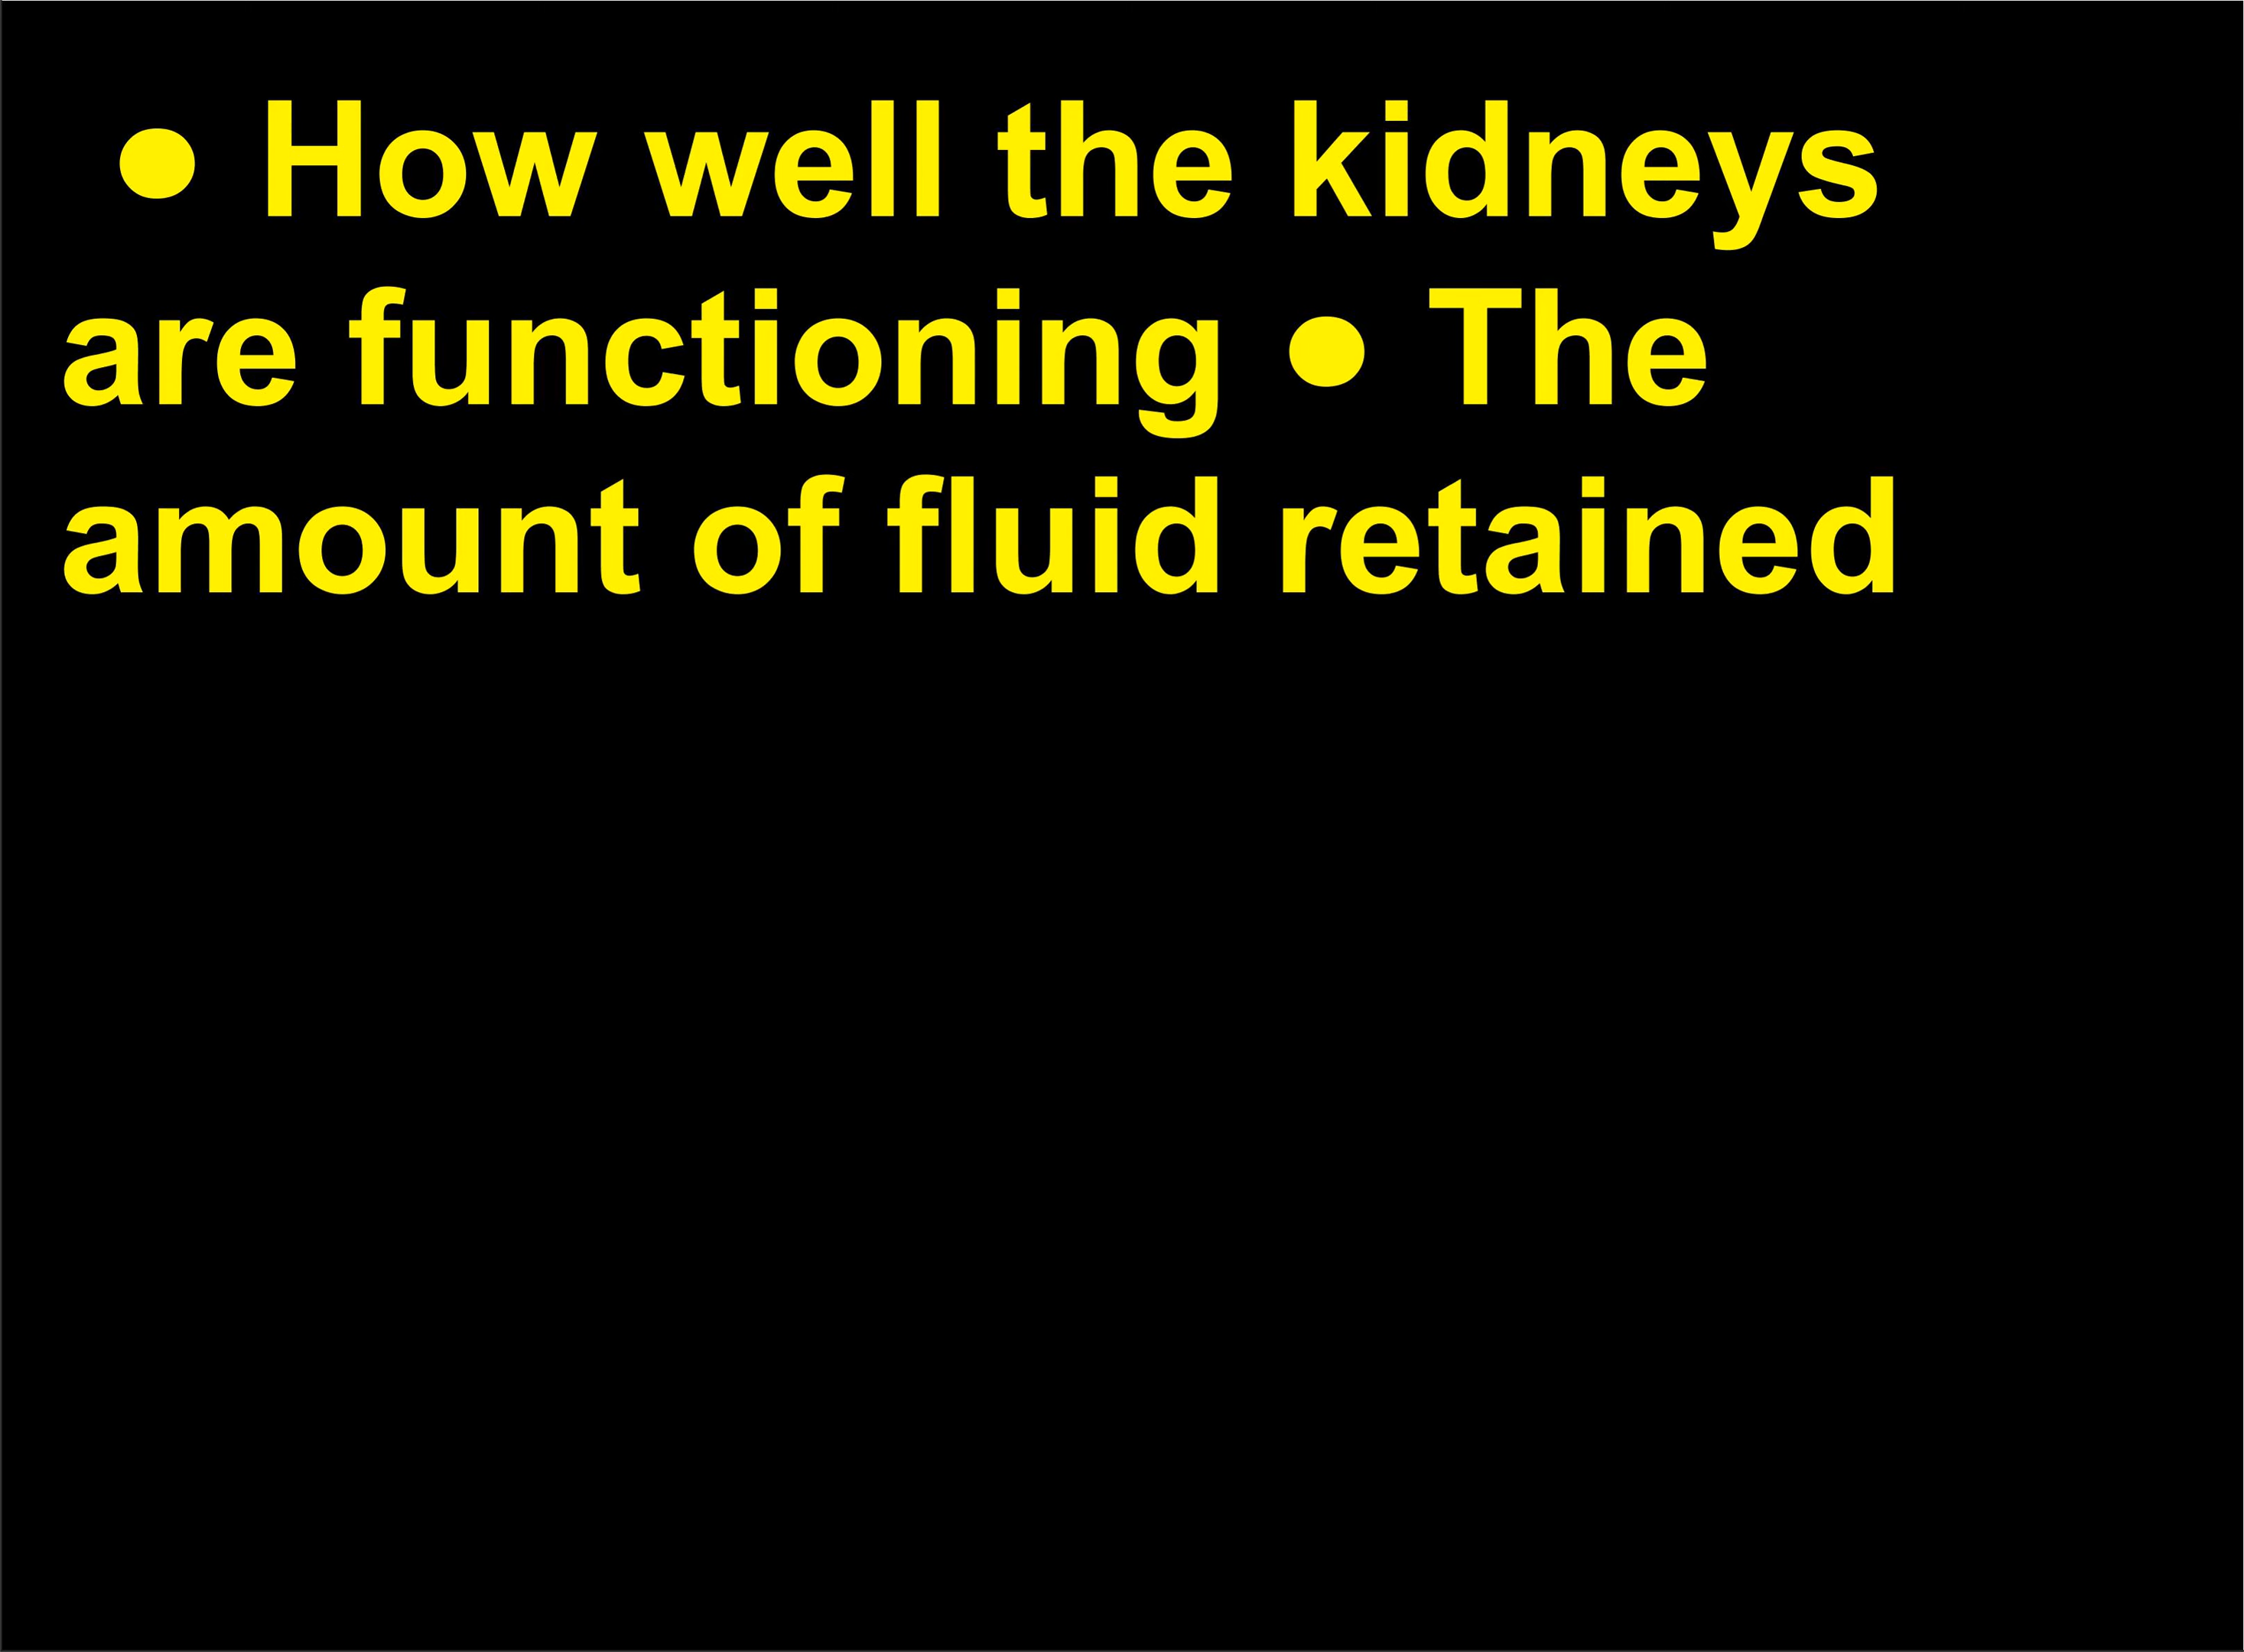 ● How well the kidneys
are functioning ● The
amount of fluid retained